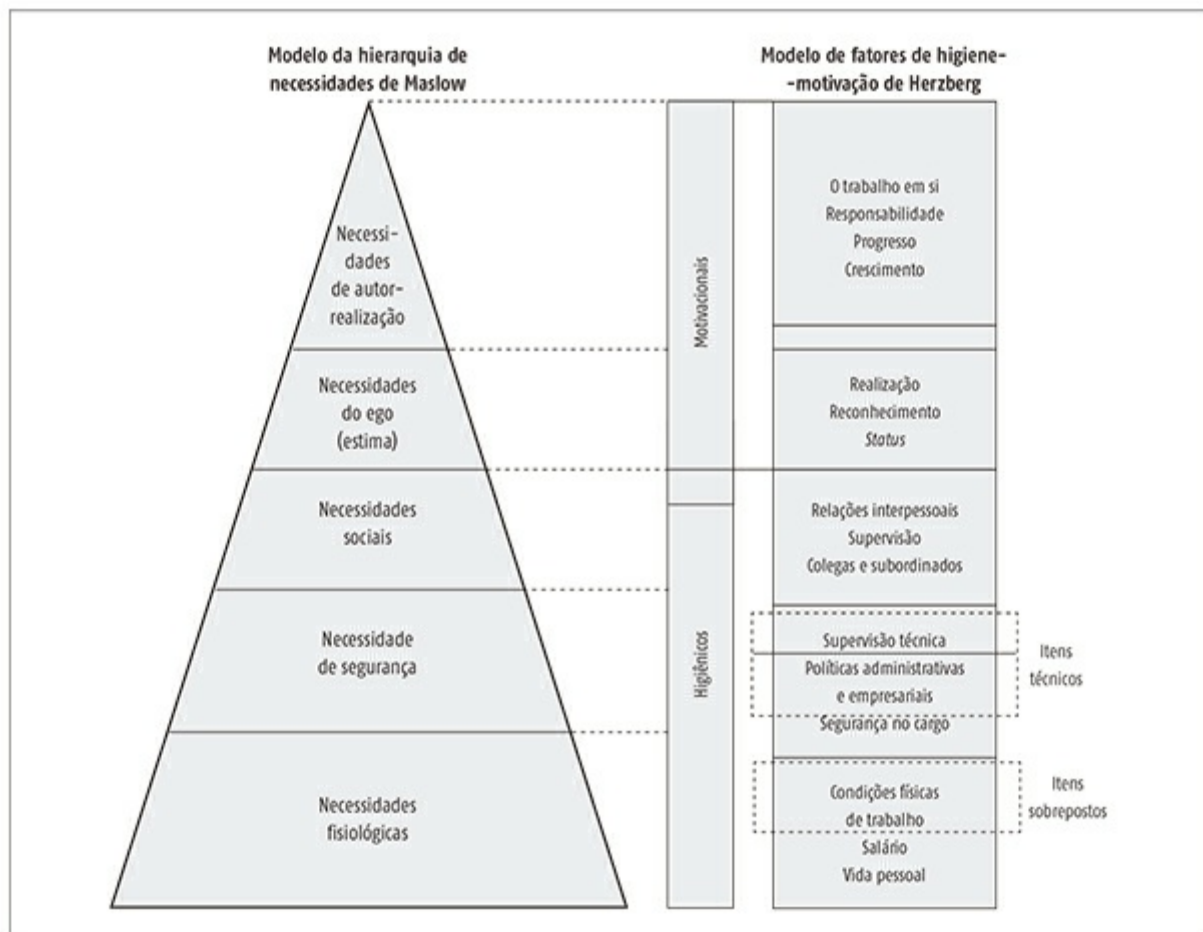 Modelo da hierarquia de
necessidades de Maslow
Necessi-
dades
de autor-
realização
Necessidades
do ego
(estima)
Necessidades
sociais
Necessidade
de segurança
Necessidades
fisiológicas
Motivacionais
Higiênicos
Modelo de fatores de higiene-
-motivação de Herzberg
O trabalho em si
Responsabilidade
Progresso
Crescimento
Realização
Reconhecimento
Status
Relações interpessoais
Supervisão
Colegas e subordinados
Supervisão técnica
Políticas administrativas
e empresariais
Segurança no cargo
Itens
técnicos
Condições físicas
de trabalho
Salário
Vida pessoal
Itens
sobrepostos